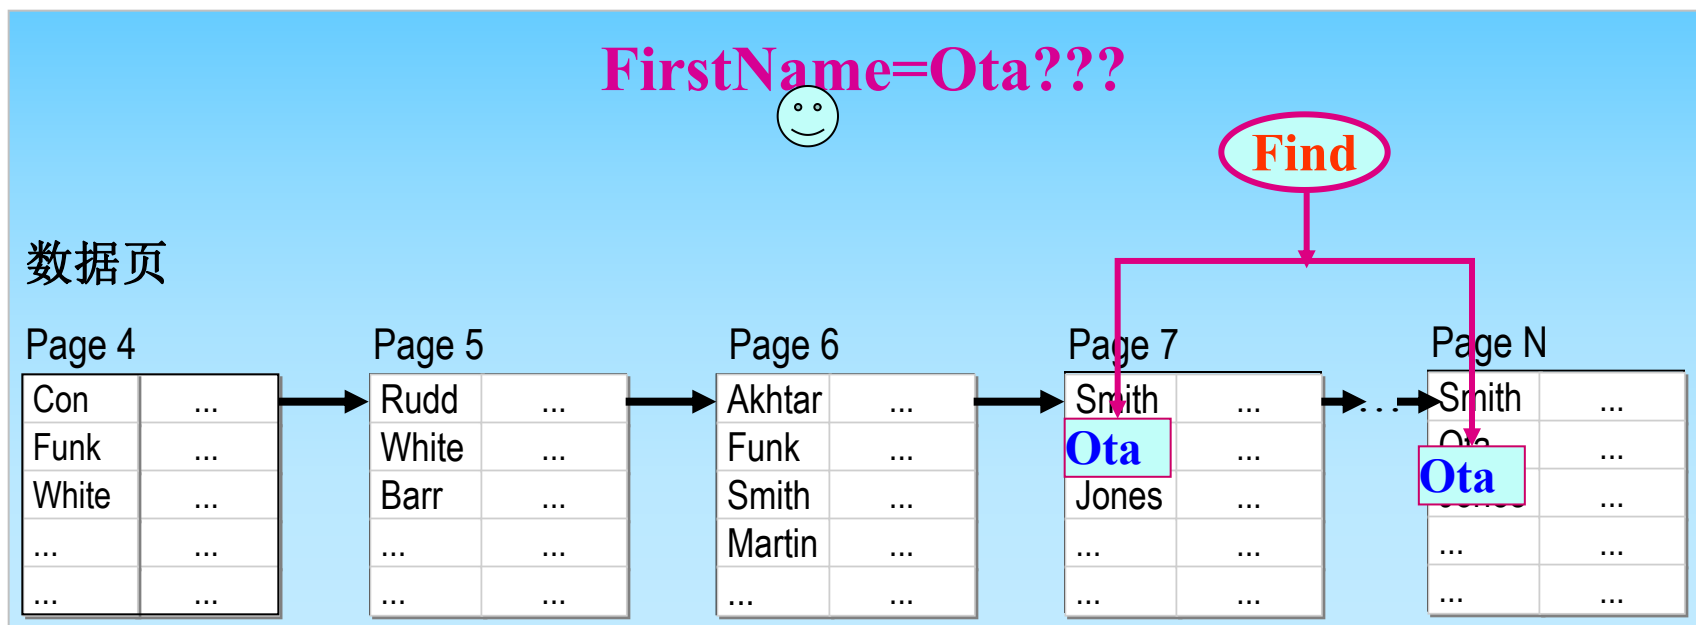 FirstName=Ota???
Find
数据页
Page 4
Page 5
Page 6
Page 7
Page N
Con ... Rudd ... Akhtar ... Smith ... ... Smith ...
Funk ... White ... Funk ... Ota ... Ota ...
White ... Barr ... Smith ... Jones ... Ota ...
... ... ... ... Martin ... ... ... ... ...
... ... ... ... ... ... ... ... ... ...